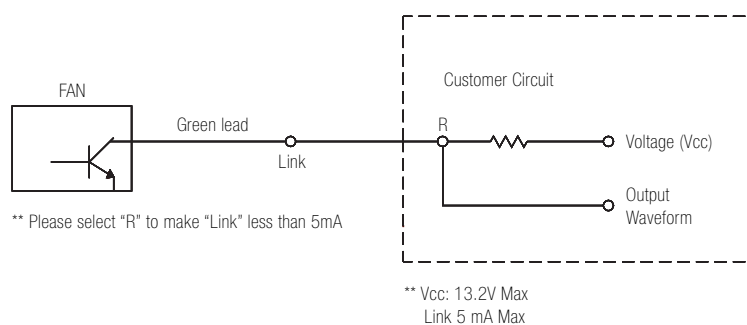 Customer Circuit
FAN
Green lead
R
Link
Voltage (Vcc)
Output
Waveform
** Please select “R” to make “Link” less than 5mA
** Vcc: 13.2V Max
Link 5 mA Max